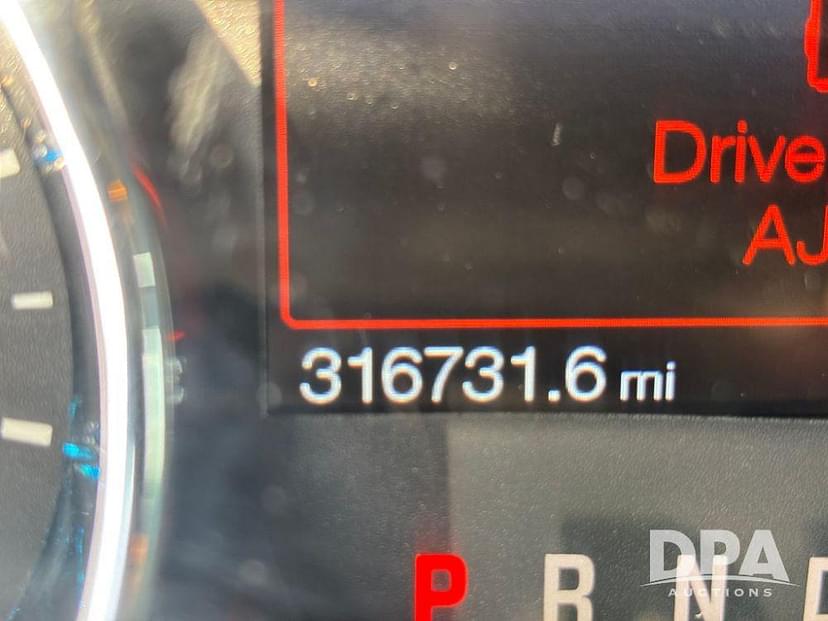 Drive
AJ
316731.6 mi
P R N
DPA
AUCTIONS